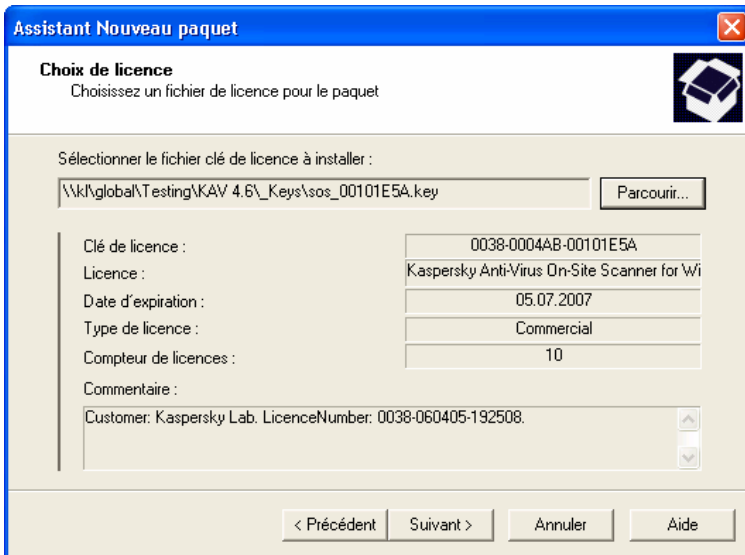 Assistant Nouveau paquet
Choix de licence
Choisissez un fichier de licence pour le paquet
Sélectionner le fichier clé de licence à installer :
\\kl\global\Testing\KAV 4.6\_Keys\sos_00101E5A.key
Parcourir...
Clé de licence : 0038-0004AB-00101E5A
Licence : Kaspersky Anti-Virus On-Site Scanner for Wi
Date d´expiration : 05.07.2007
Type de licence : Commercial
Compteur de licences : 10
Commentaire :
Customer: Kaspersky Lab. LicenceNumber: 0038-060405-192508.
< Précédent Suivant > Annuler Aide